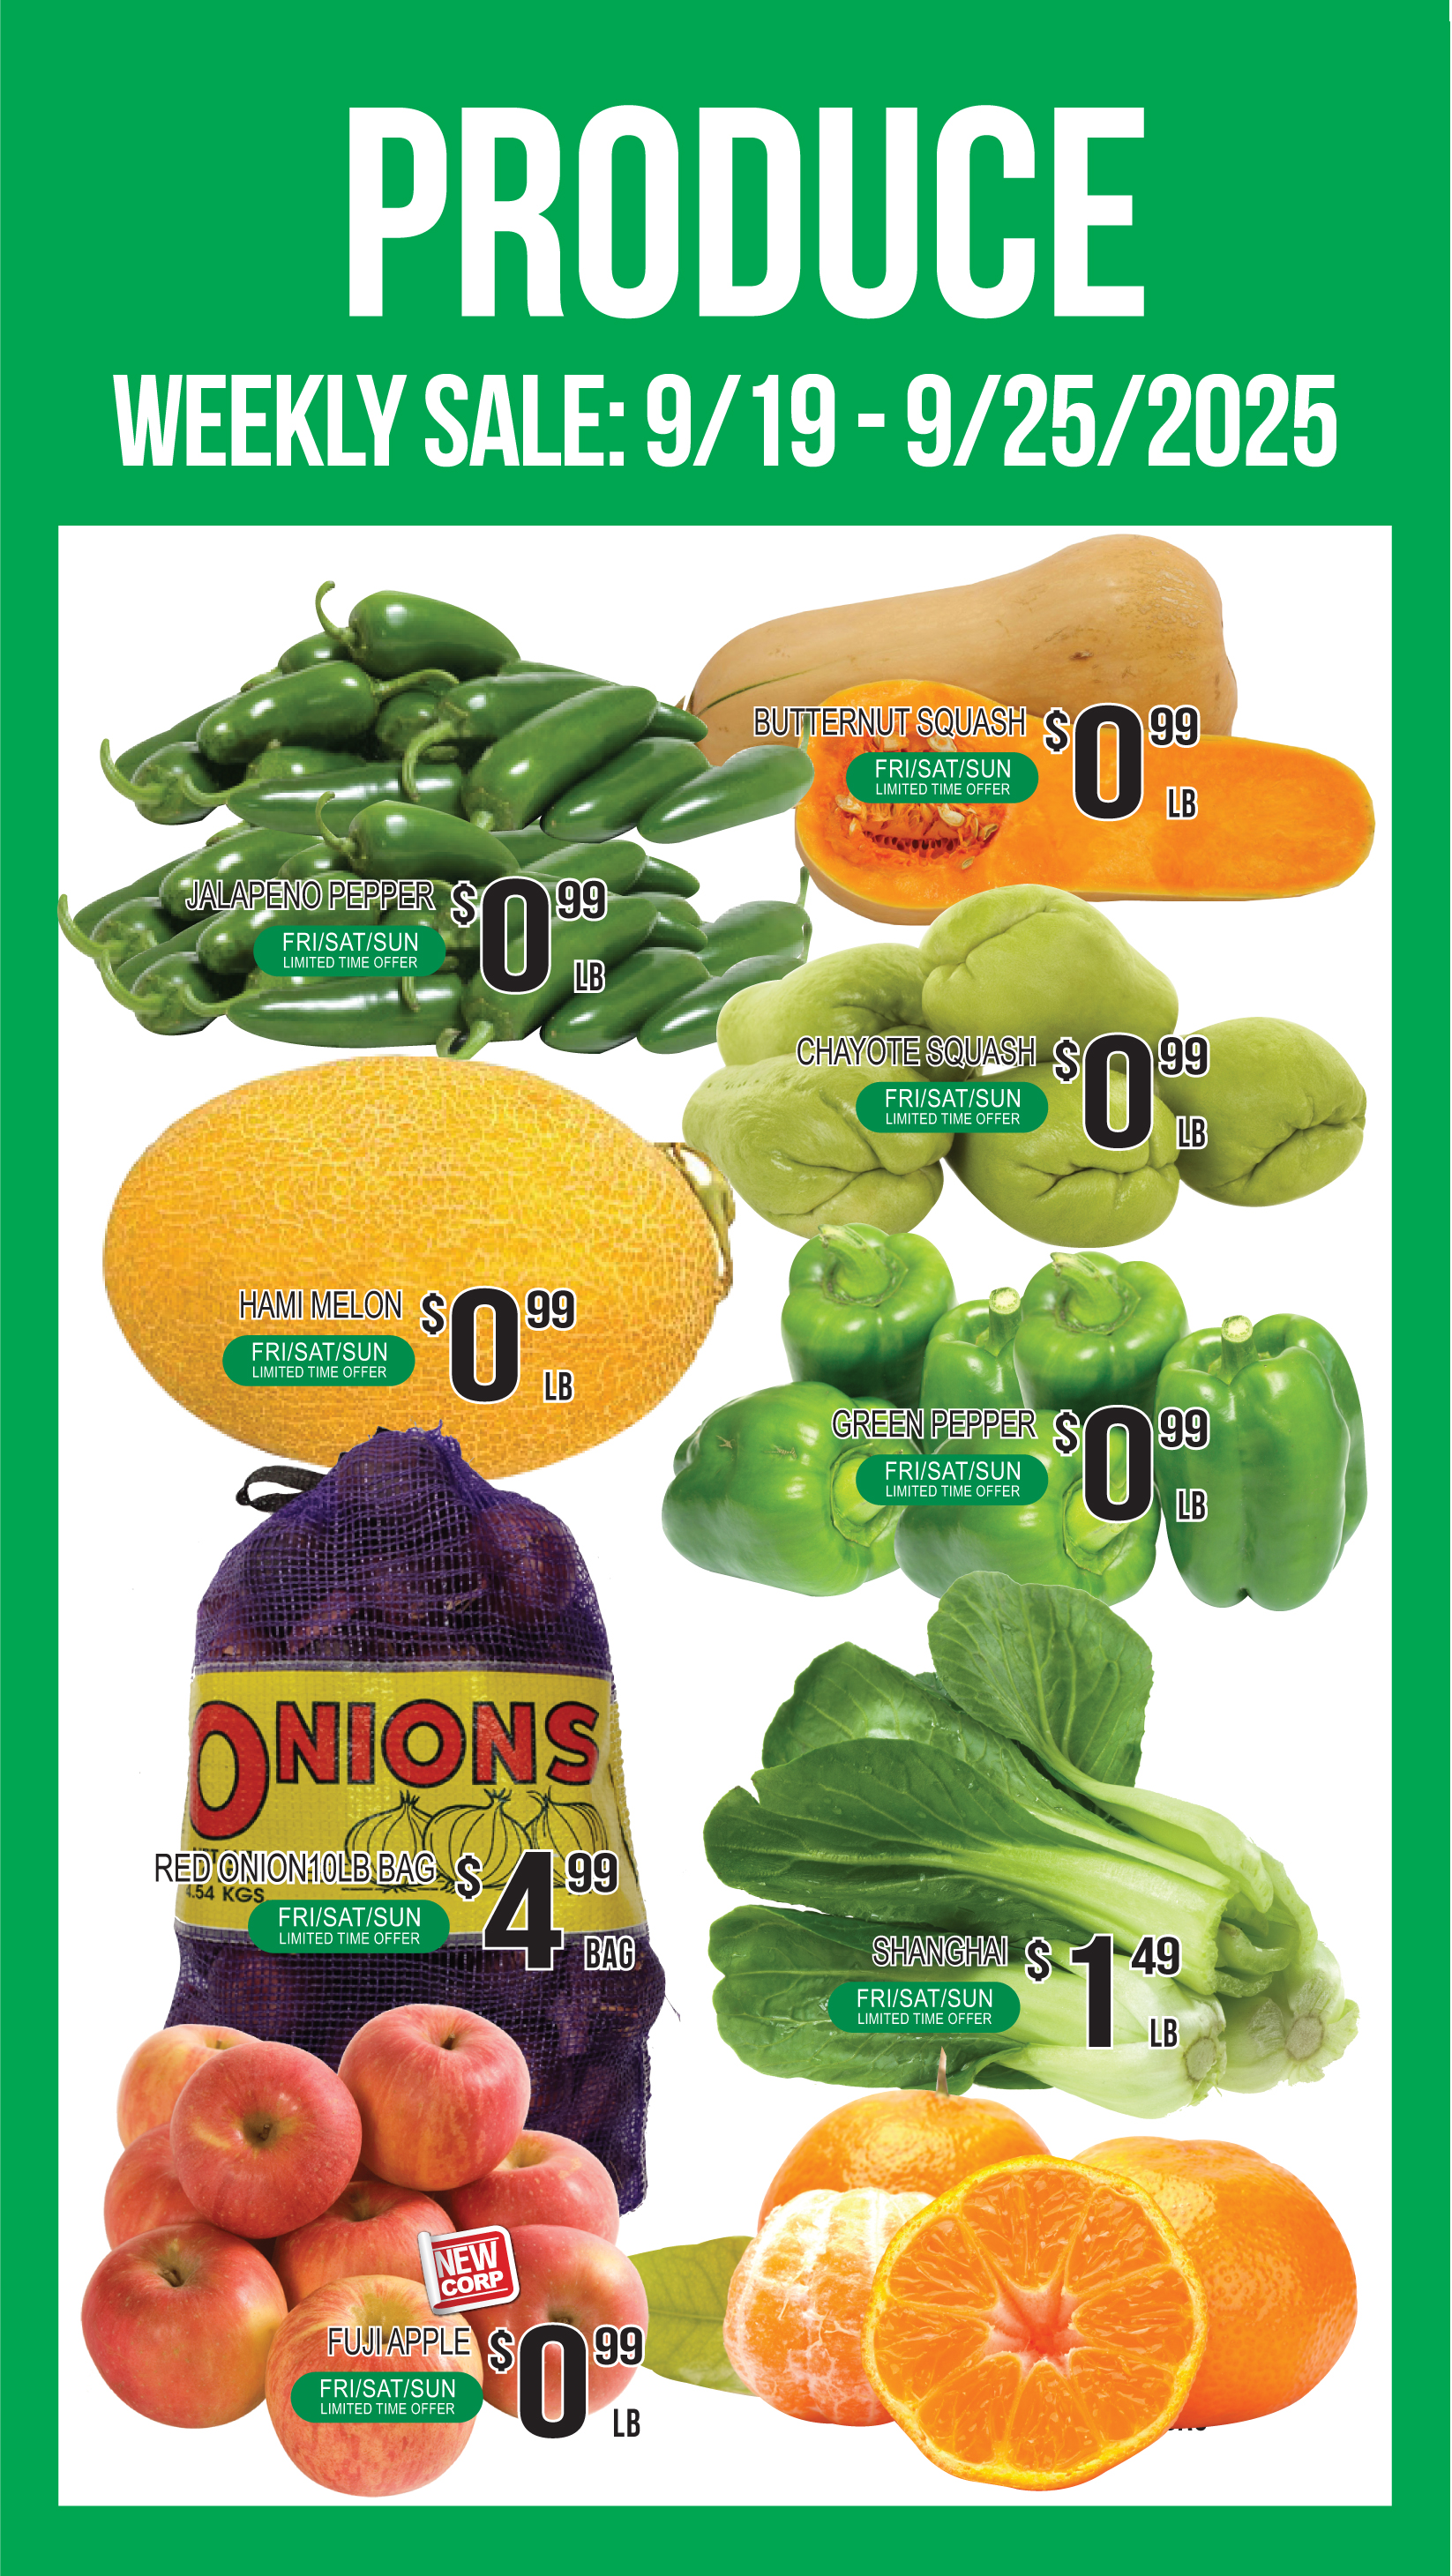 PRODUCE
WEEKLY SALE: 9/19 - 9/25/2025
BUTTERNUT SQUASH $0 99
FRI/SAT/SUN
LIMITED TIME OFFER
LB
JALAPENO PEPPER $0 99
FRI/SAT/SUN
LIMITED TIME OFFER
LB
CHAYOTE SQUASH $0 99
FRI/SAT/SUN
LIMITED TIME OFFER
LB
HAMI MELON $0 99
FRI/SAT/SUN
LIMITED TIME OFFER
LB
GREEN PEPPER $0 99
FRI/SAT/SUN
LIMITED TIME OFFER
LB
ONIONS
RED ONION10LB BAG $4 99
4.54 KGS
FRI/SAT/SUN
LIMITED TIME OFFER
BAG
SHANGHAI $1 49
FRI/SAT/SUN
LIMITED TIME OFFER
LB
NEW
CORP
FUJI APPLE $0 99
FRI/SAT/SUN
LIMITED TIME OFFER
LB